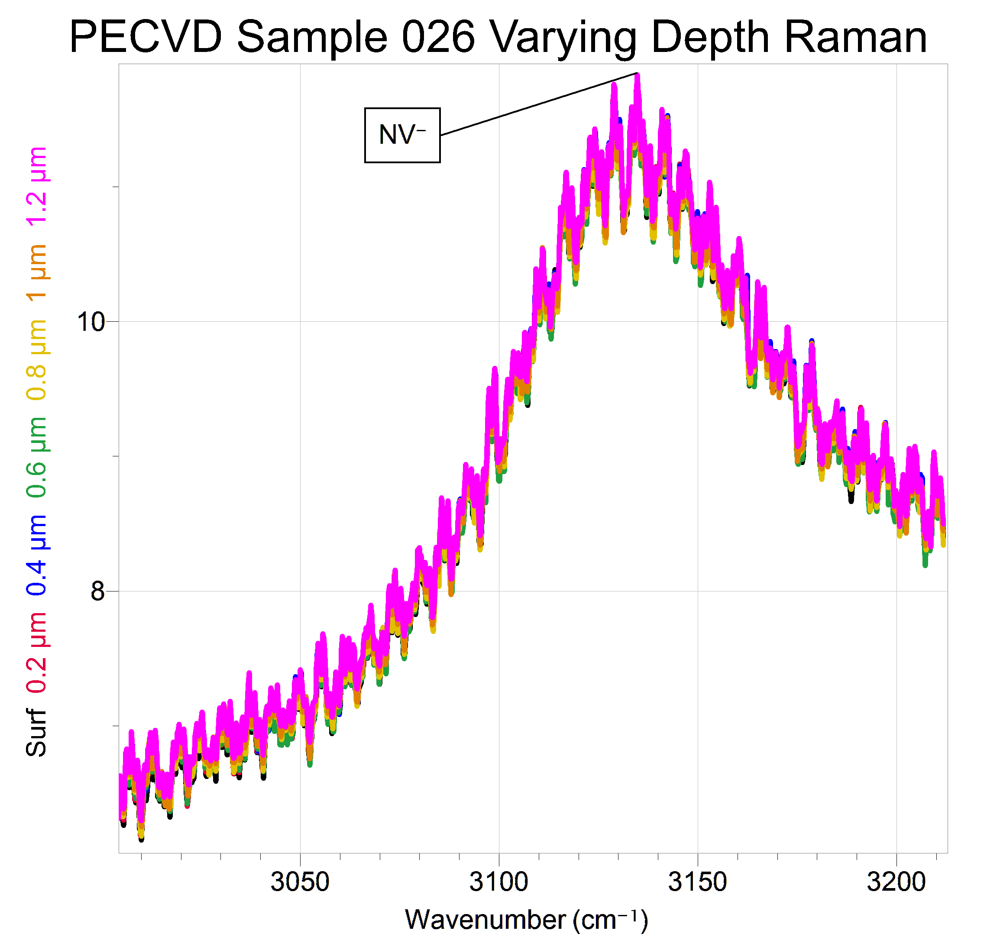 PECVD Sample 026 Varying Depth Raman
NV⁻
Surf 0.2 µm 0.4 µm 0.6 µm 0.8 µm 1 µm 1.2 µm
10
8
3050 3100 3150 3200
Wavenumber (cm⁻¹)